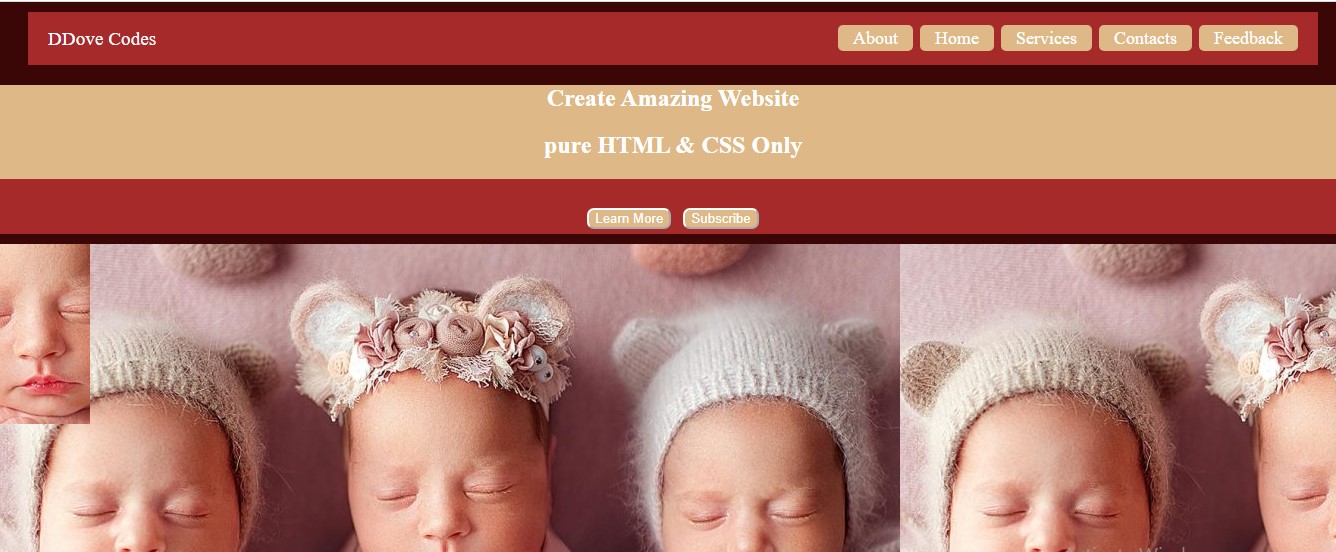 DDove Codes
About Home Services Contacts Feedback
Create Amazing Website
pure HTML & CSS Only
Learn More Subscribe